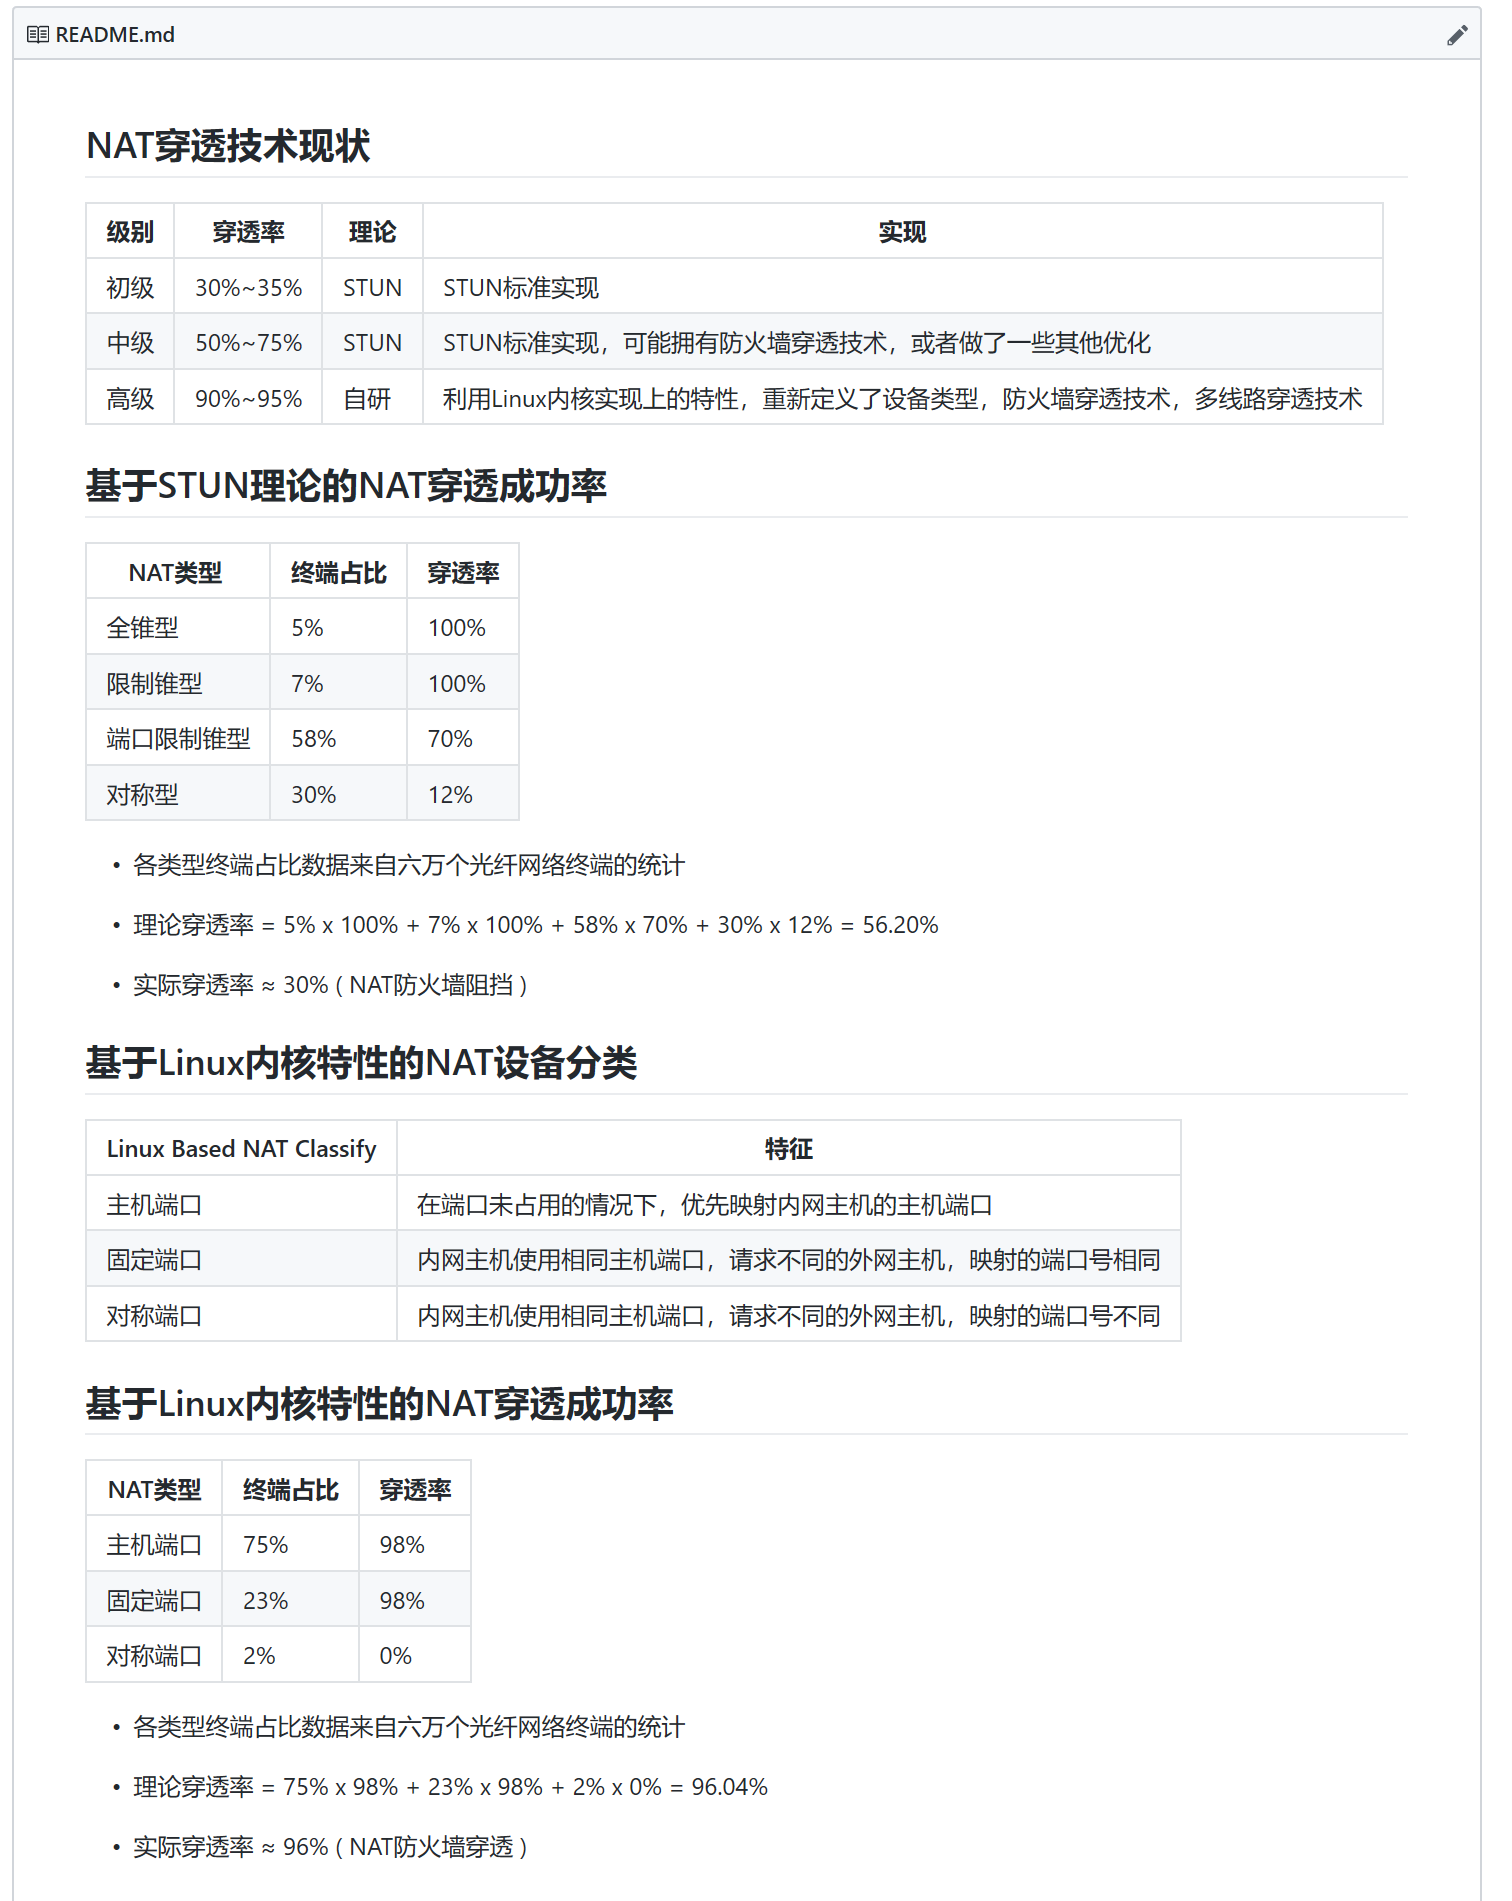 README.md
NAT穿透技术现状
级别 穿透率 理论 实现
初级 30%~35% STUN STUN标准实现
中级 50%~75% STUN STUN标准实现，可能拥有防火墙穿透技术，或者做了一些其他优化
高级 90%~95% 自研 利用Linux内核实现上的特性，重新定义了设备类型，防火墙穿透技术，多线路穿透技术
基于STUN理论的NAT穿透成功率
NAT类型 终端占比 穿透率
全锥型 5% 100%
限制锥型 7% 100%
端口限制锥型 58% 70%
对称型 30% 12%
• 各类型终端占比数据来自六万个光纤网络终端的统计
• 理论穿透率 = 5% x 100% + 7% x 100% + 58% x 70% + 30% x 12% = 56.20%
• 实际穿透率 ≈ 30% ( NAT防火墙阻挡 )
基于Linux内核特性的NAT设备分类
Linux Based NAT Classify 特征
主机端口 在端口未占用的情况下，优先映射内网主机的主机端口
固定端口 内网主机使用相同主机端口，请求不同的外网主机，映射的端口号相同
对称端口 内网主机使用相同主机端口，请求不同的外网主机，映射的端口号不同
基于Linux内核特性的NAT穿透成功率
NAT类型 终端占比 穿透率
主机端口 75% 98%
固定端口 23% 98%
对称端口 2% 0%
• 各类型终端占比数据来自六万个光纤网络终端的统计
• 理论穿透率 = 75% x 98% + 23% x 98% + 2% x 0% = 96.04%
• 实际穿透率 ≈ 96% ( NAT防火墙穿透 )